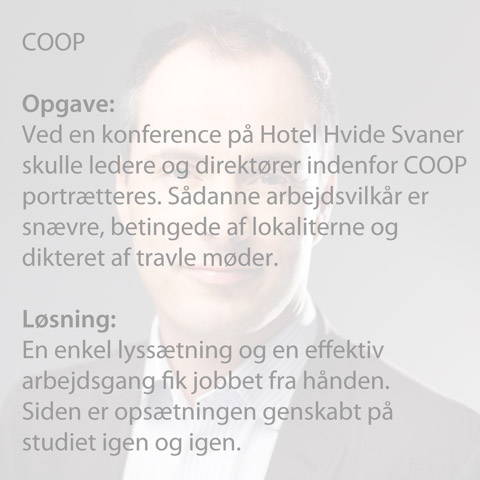 COOP
Opgave:
Ved en konference på Hotel Hvide Svaner
skulle ledere og direktører indenfor COOP
portrætteres. Sådanne arbejdsvilkår er
snævre, betingede af lokaliterne og
dikteret af travle møder.
Løsning:
En enkel lyssætning og en effektiv
arbejdsgang fik jobbet fra hånden.
Siden er opsætningen genskabt på
studiet igen og igen.